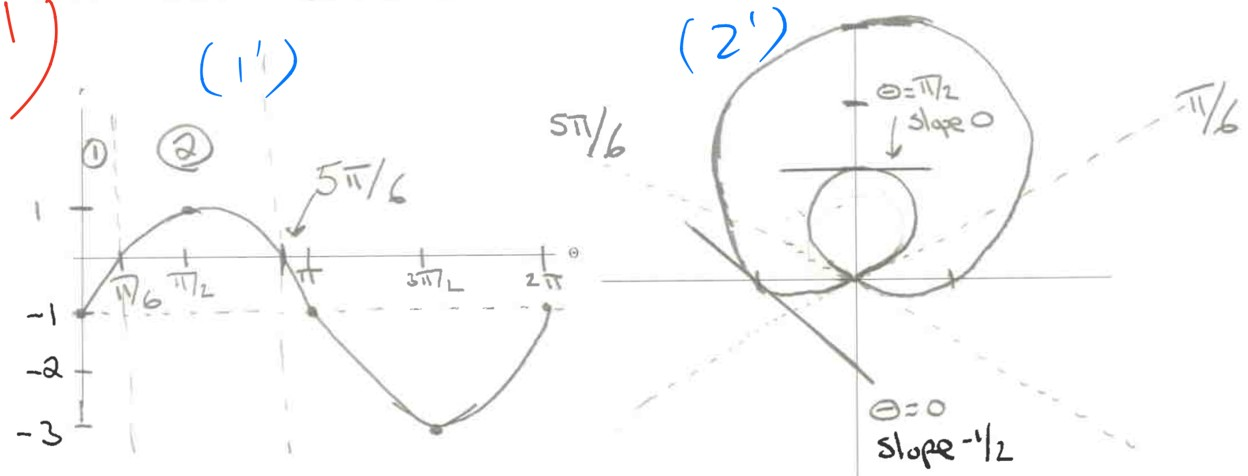 1)
(1')
① ②
5π/6
1
π/6 π/2 π 3π/2 2π θ
-1
-2
-3
(2')
5π/6
θ=π/2
slope 0
π/6
θ=0
slope -1/2